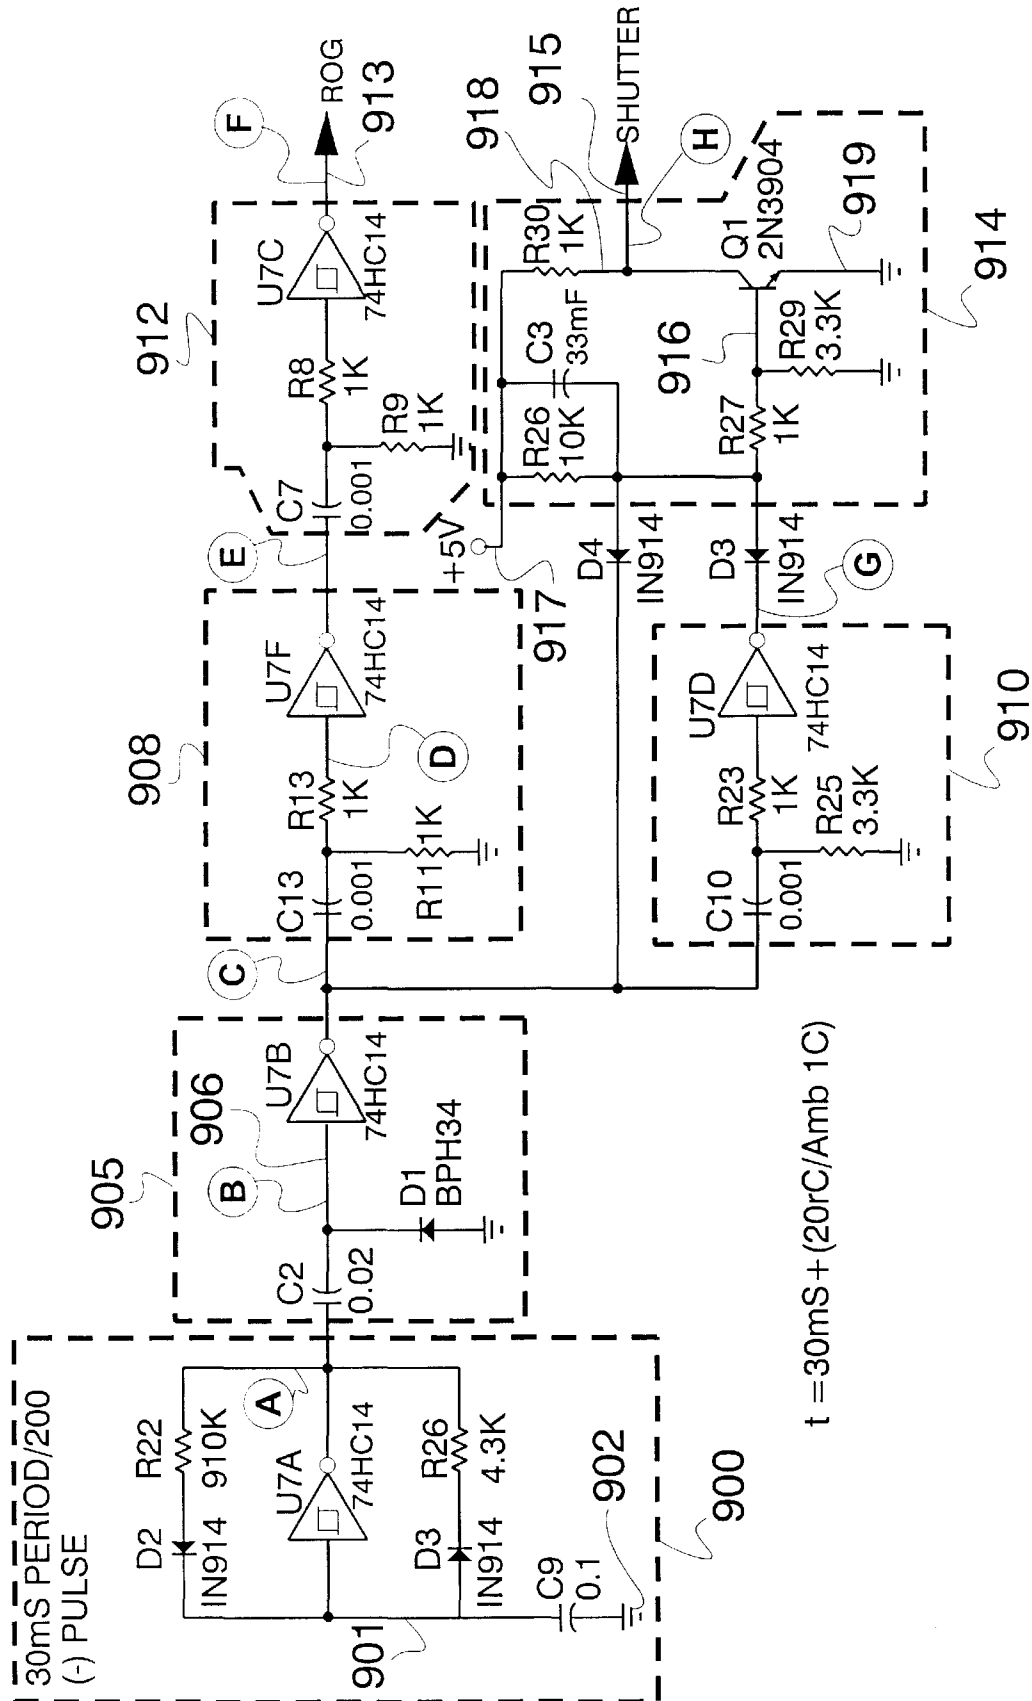 30mS PERIOD/200
(-) PULSE
D2
IN914
R22
910K
U7A
74HC14
A
D3
IN914
R26
4.3K
C9
0.1
901
902
900
905
C2
0.02
B
906
D1
BPH34
U7B
74HC14
C
908
C13
0.001
R11
1K
R13
1K
D
U7F
74HC14
E
912
C7
0.001
R9
1K
R8
1K
U7C
74HC14
F
ROG
913
+5V
917
R26
10K
C3
33mF
R30
1K
918
915
SHUTTER
H
D4
IN914
D3
IN914
G
R27
1K
916
R29
3.3K
Q1
2N3904
919
914
C10
0.001
R23
1K
R25
3.3K
U7D
74HC14
910
t =30mS+(20rC/Amb 1C)